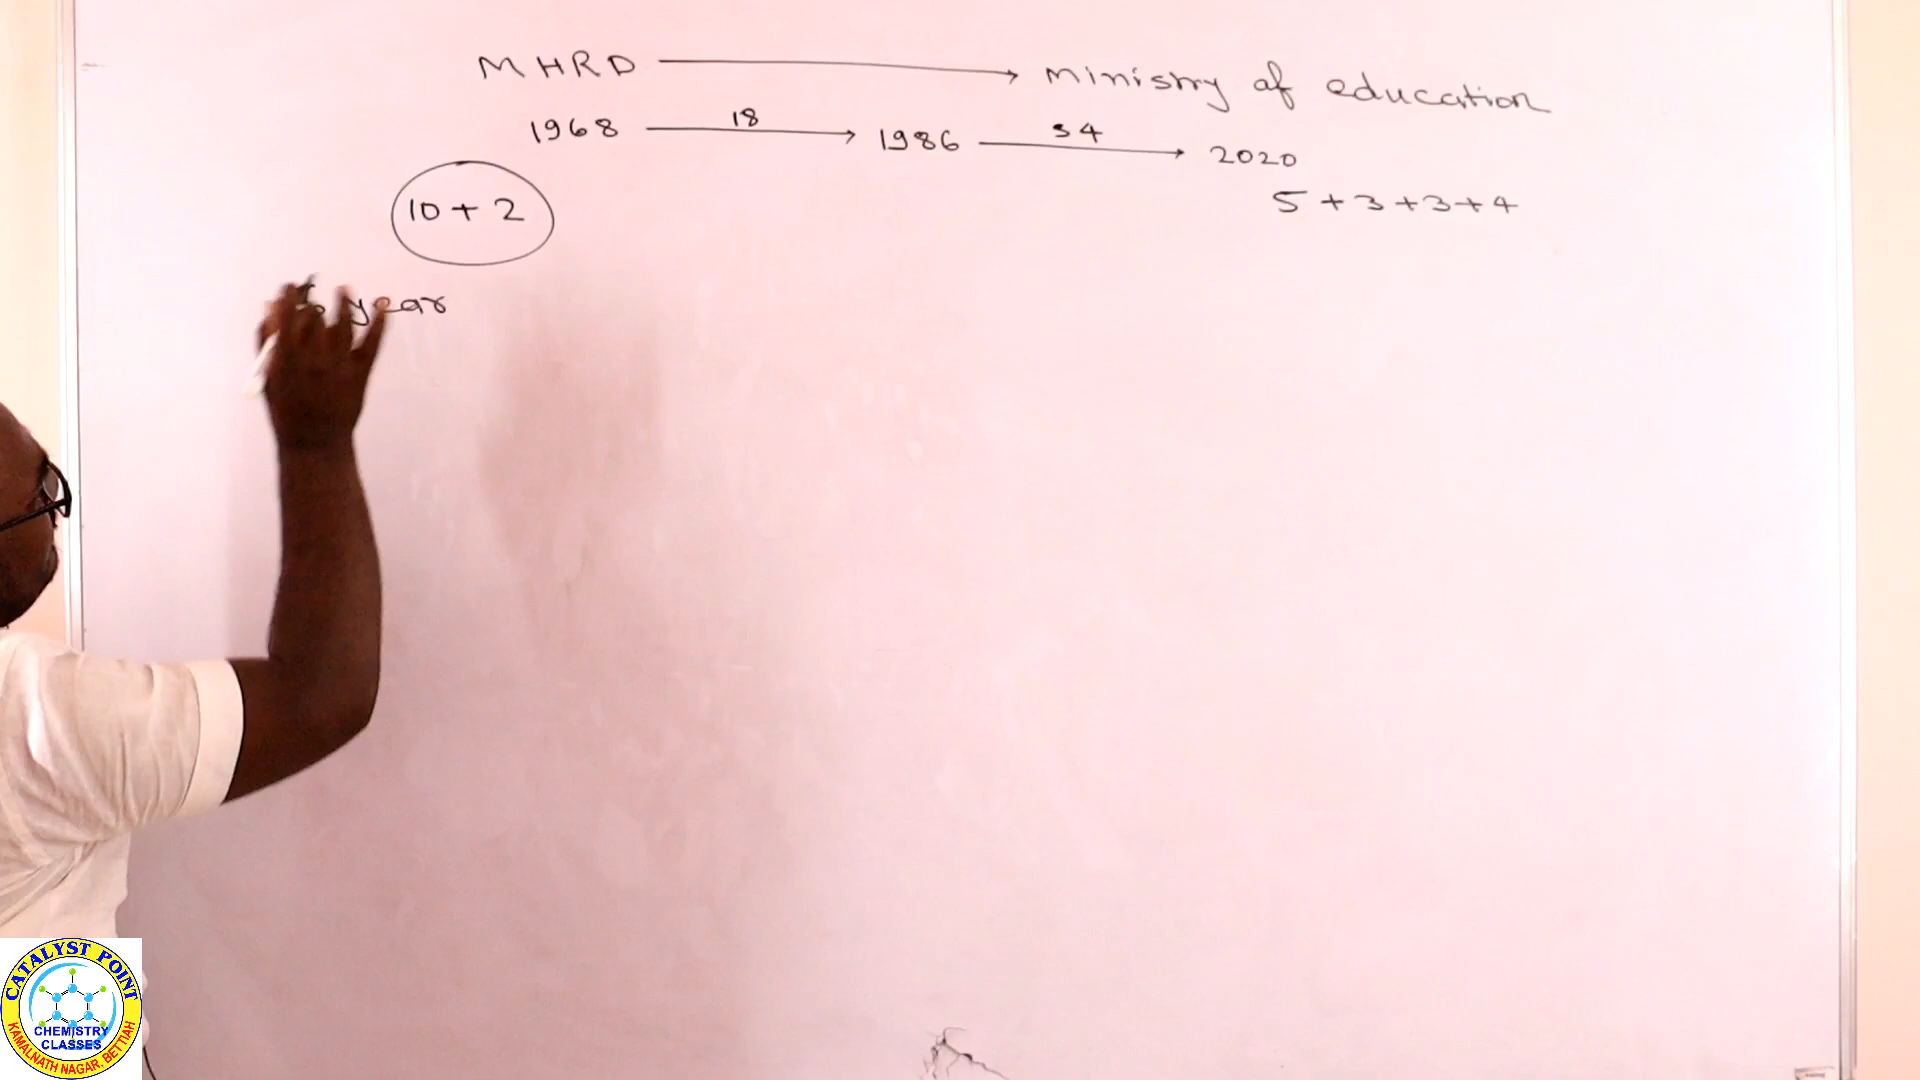 MHRD → ministry of education
1968 →18 1986 →34 2020
10 + 2
5 + 3 + 3 + 4
year
CATALYST POINT
CHEMISTRY
CLASSES
KAMALNATH NAGAR, BETTIAH